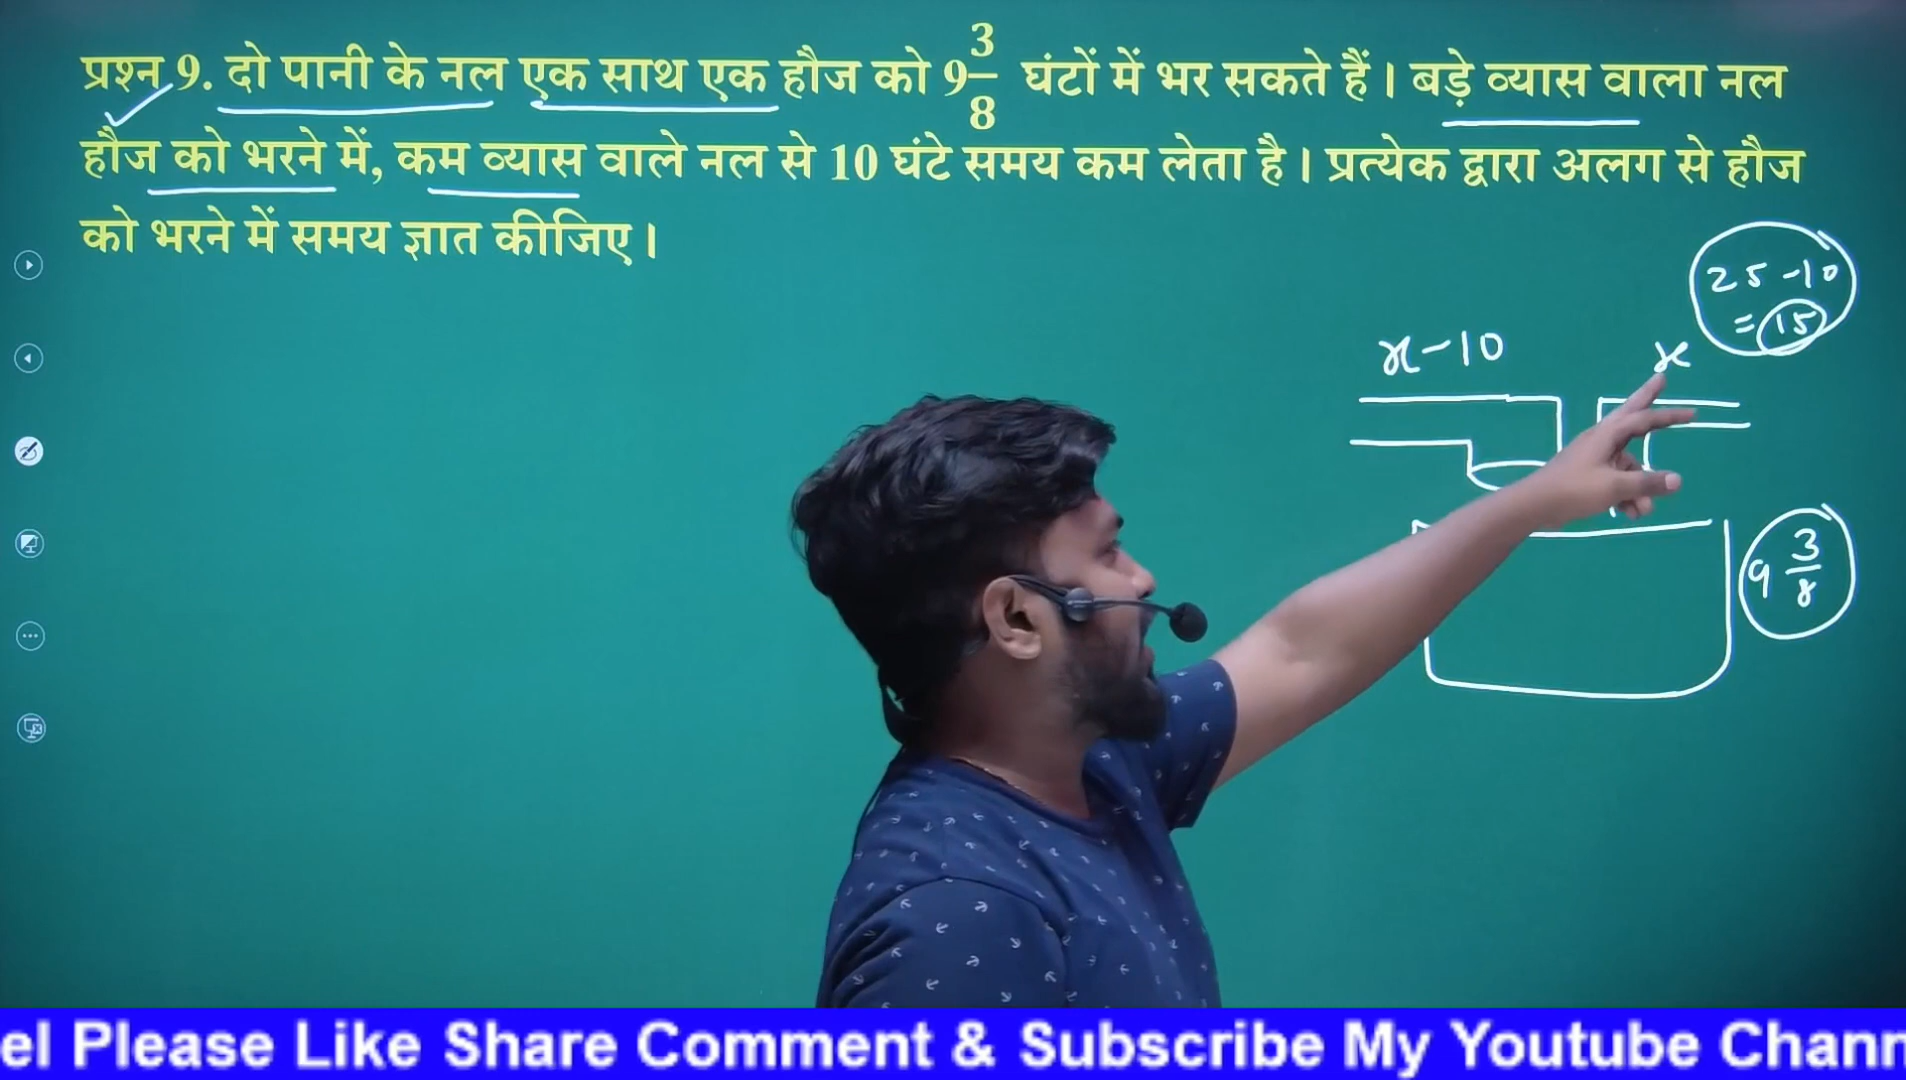 प्रश्न 9. दो पानी के नल एक साथ एक हौज को 9 3/8 घंटों में भर सकते हैं। बड़े व्यास वाला नल
हौज को भरने में, कम व्यास वाले नल से 10 घंटे समय कम लेता है। प्रत्येक द्वारा अलग से हौज
को भरने में समय ज्ञात कीजिए।
25-10
= 15
x-10
x
9 3/8
el Please Like Share Comment & Subscribe My Youtube Chann